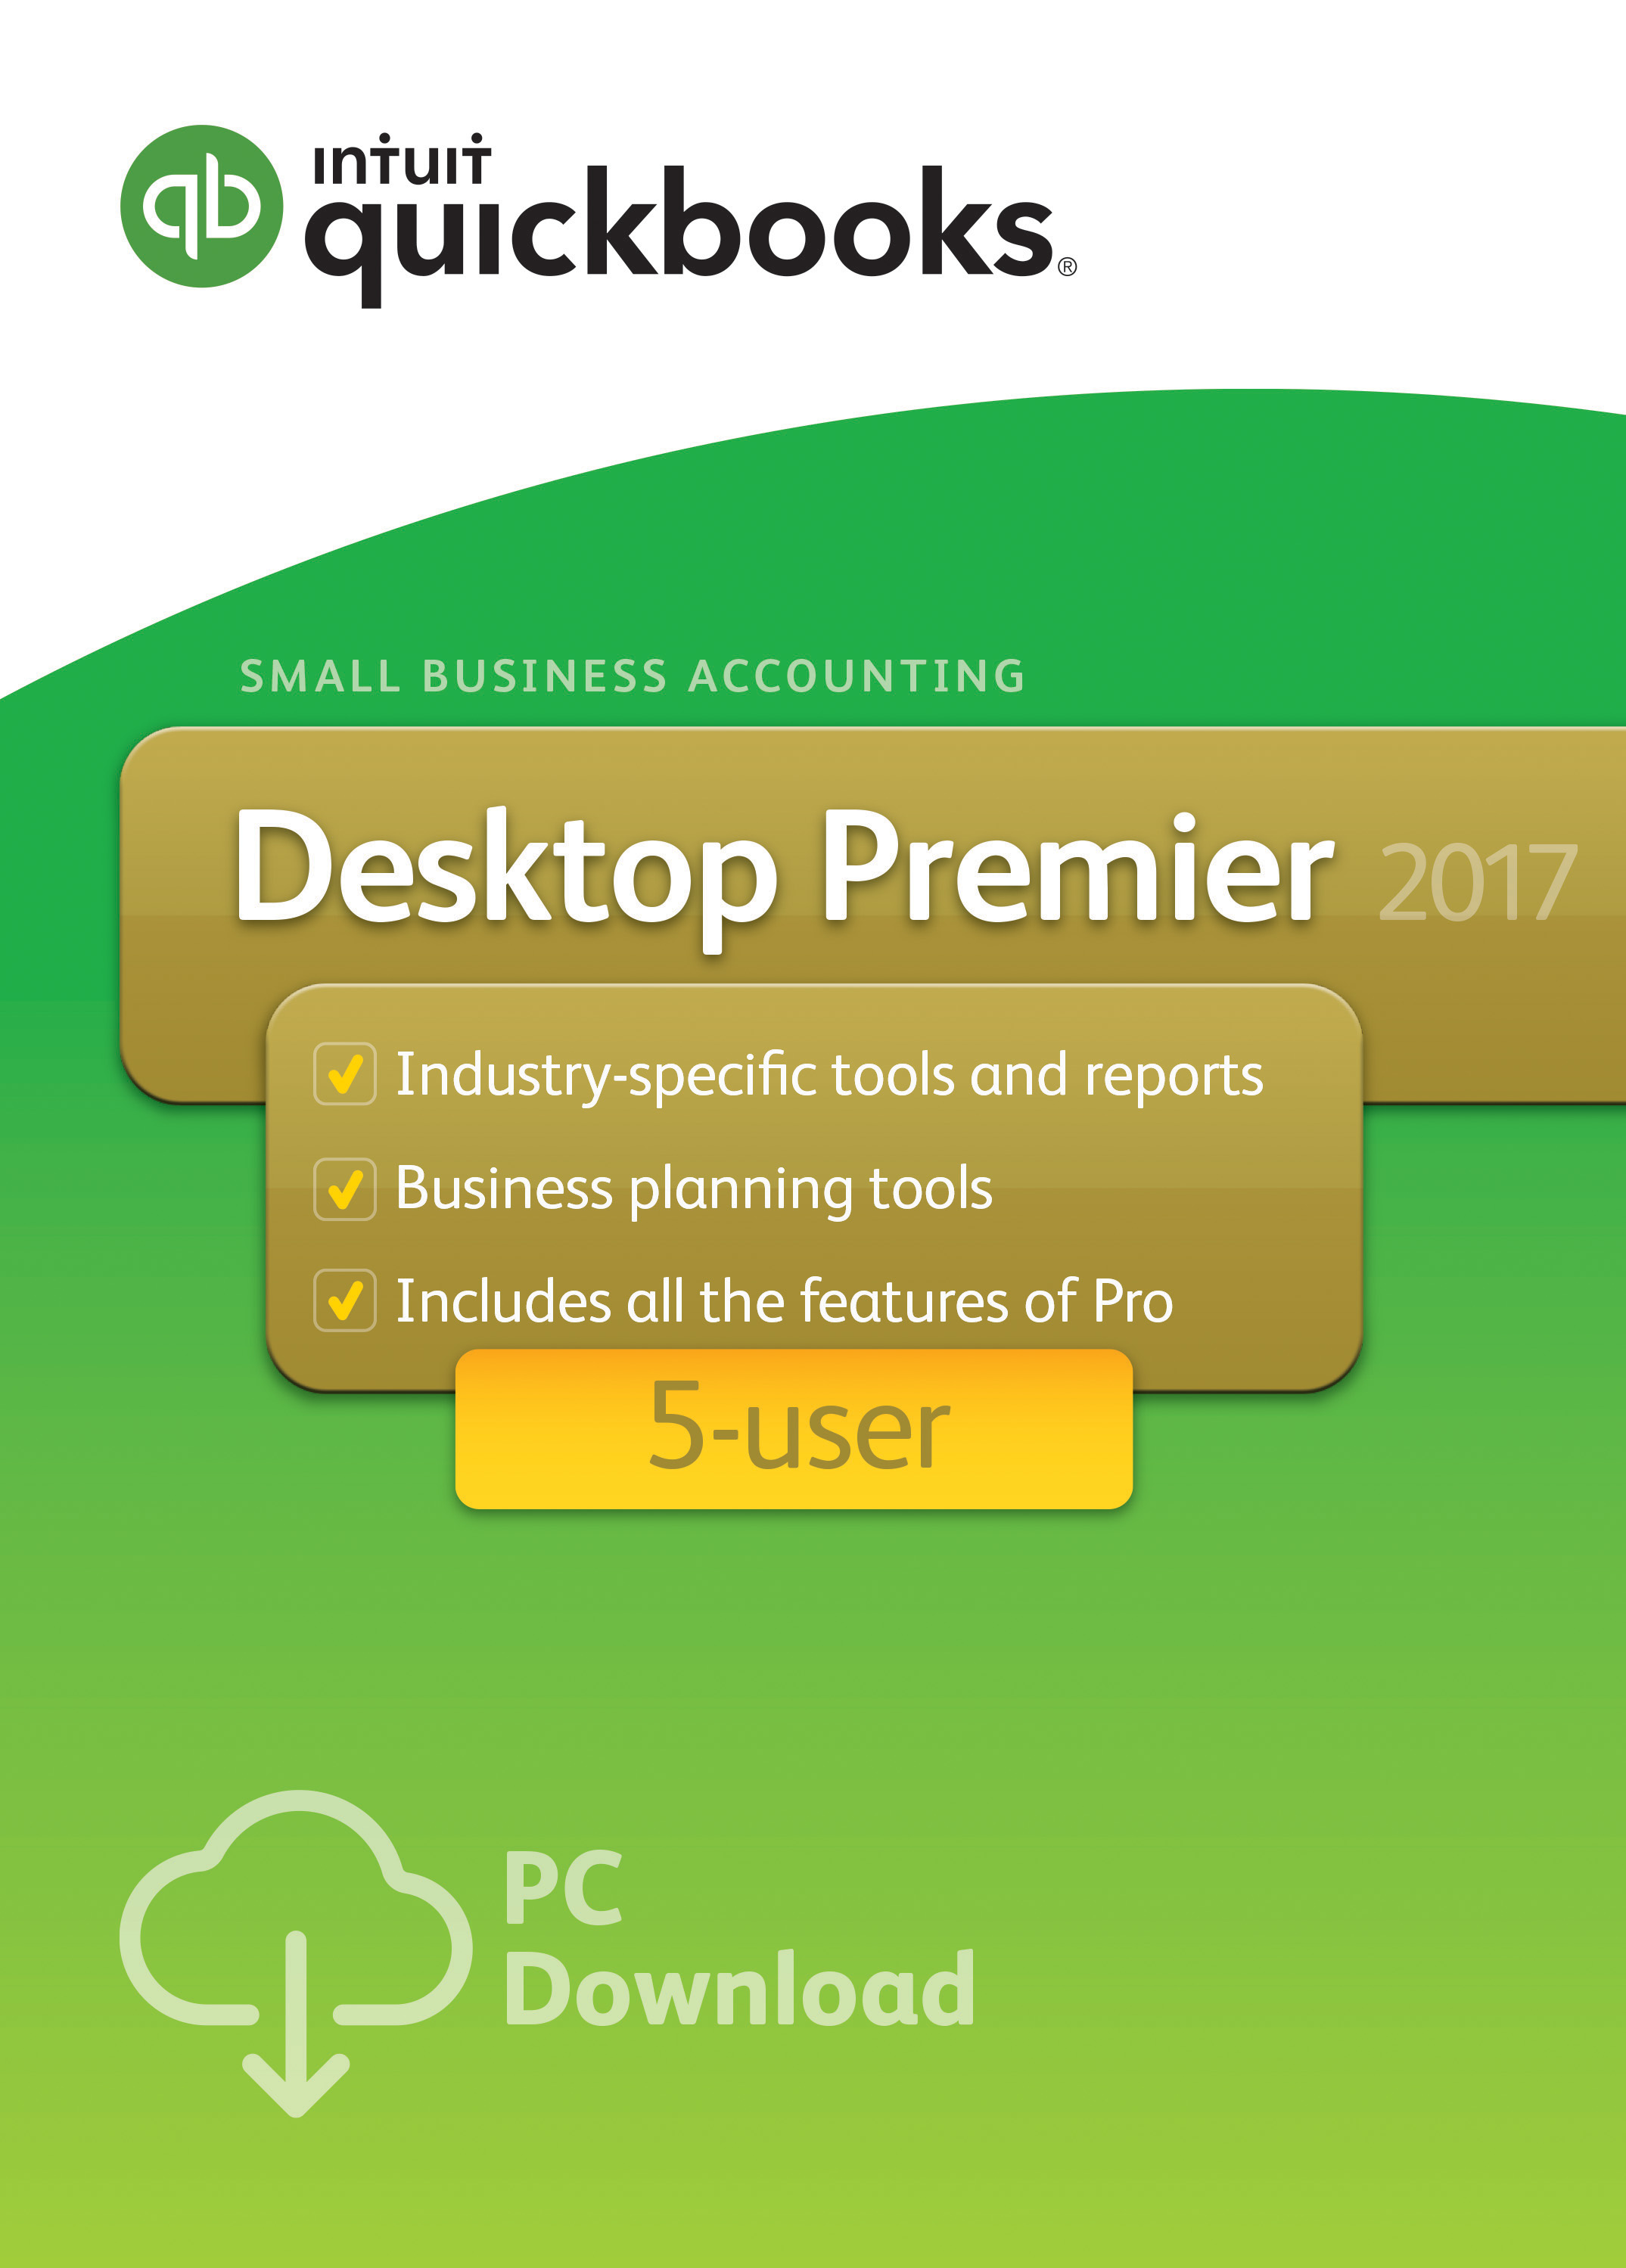 qb
intuit
quickbooks®
SMALL BUSINESS ACCOUNTING
Desktop Premier 2017
Industry-specific tools and reports
Business planning tools
Includes all the features of Pro
5-user
PC
Download